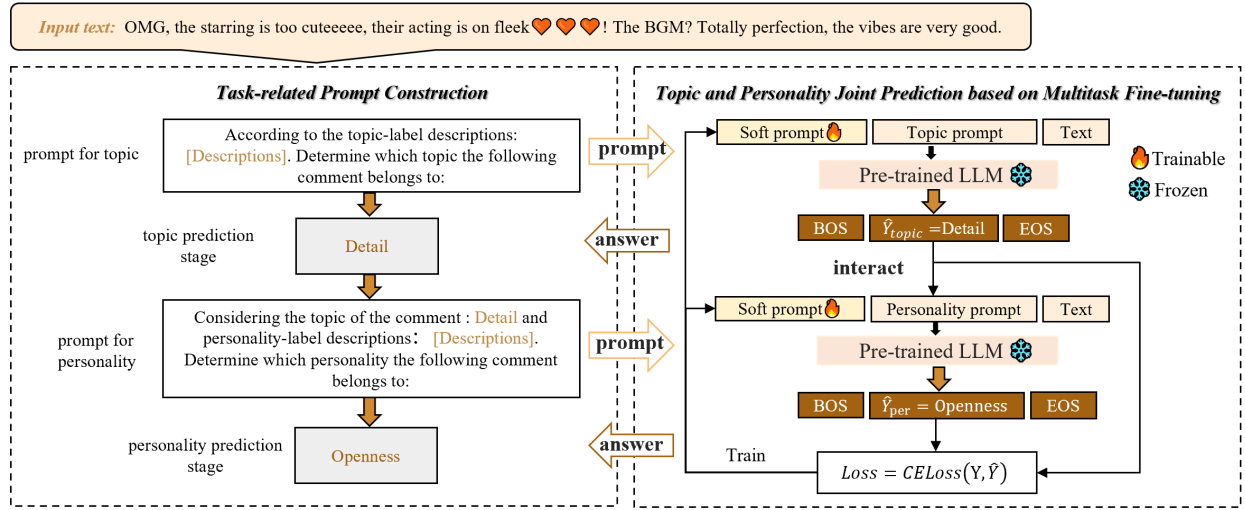 Input text: OMG, the starring is too cuteeeee, their acting is on fleek🧡🧡🧡! The BGM? Totally perfection, the vibes are very good.
Task-related Prompt Construction
prompt for topic
According to the topic-label descriptions:
[Descriptions]. Determine which topic the following
comment belongs to:
topic prediction
stage
Detail
prompt for
personality
Considering the topic of the comment : Detail and
personality-label descriptions： [Descriptions].
Determine which personality the following comment
belongs to:
personality prediction
stage
Openness
prompt
answer
prompt
answer
Topic and Personality Joint Prediction based on Multitask Fine-tuning
Soft prompt
Topic prompt
Text
Trainable
Frozen
Pre-trained LLM
BOS
Ŷtopic =Detail
EOS
interact
Soft prompt
Personality prompt
Text
Pre-trained LLM
BOS
Ŷper = Openness
EOS
Train
Loss = CELoss(Y,Ŷ)